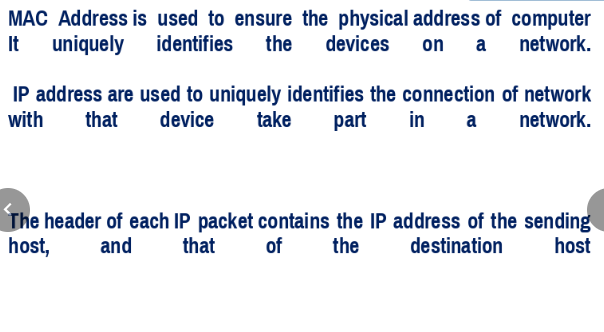 MAC Address is used to ensure the physical address of computer
It uniquely identifies the devices on a network.
IP address are used to uniquely identifies the connection of network
with that device take part in a network.
The header of each IP packet contains the IP address of the sending
host, and that of the destination host